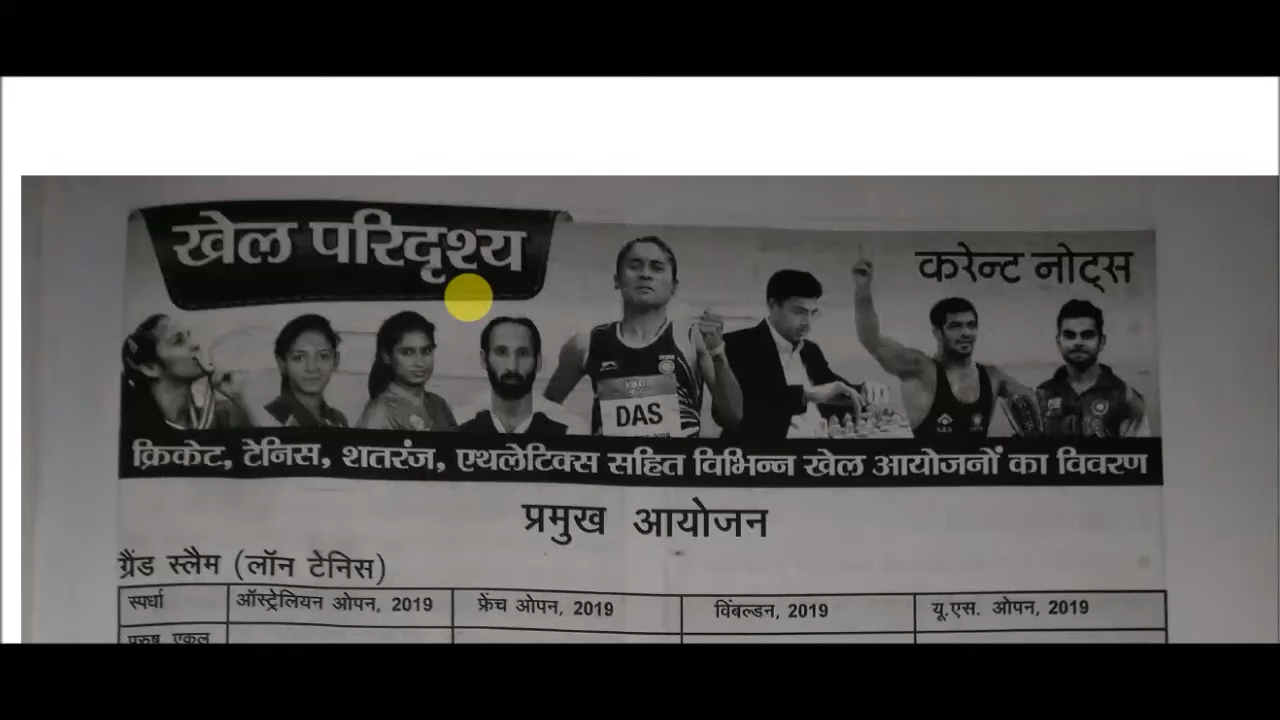 खेल परिदृश्य
करेन्ट नोट्स
DAS
क्रिकेट, टेनिस, शतरंज, एथलेटिक्स सहित विभिन्न खेल आयोजनों का विवरण
प्रमुख आयोजन
ग्रैंड स्लैम (लॉन टेनिस)
स्पर्धा ऑस्ट्रेलियन ओपन, 2019 फ्रेंच ओपन, 2019 विंबल्डन, 2019 यू.एस. ओपन, 2019
पुरुष एकल